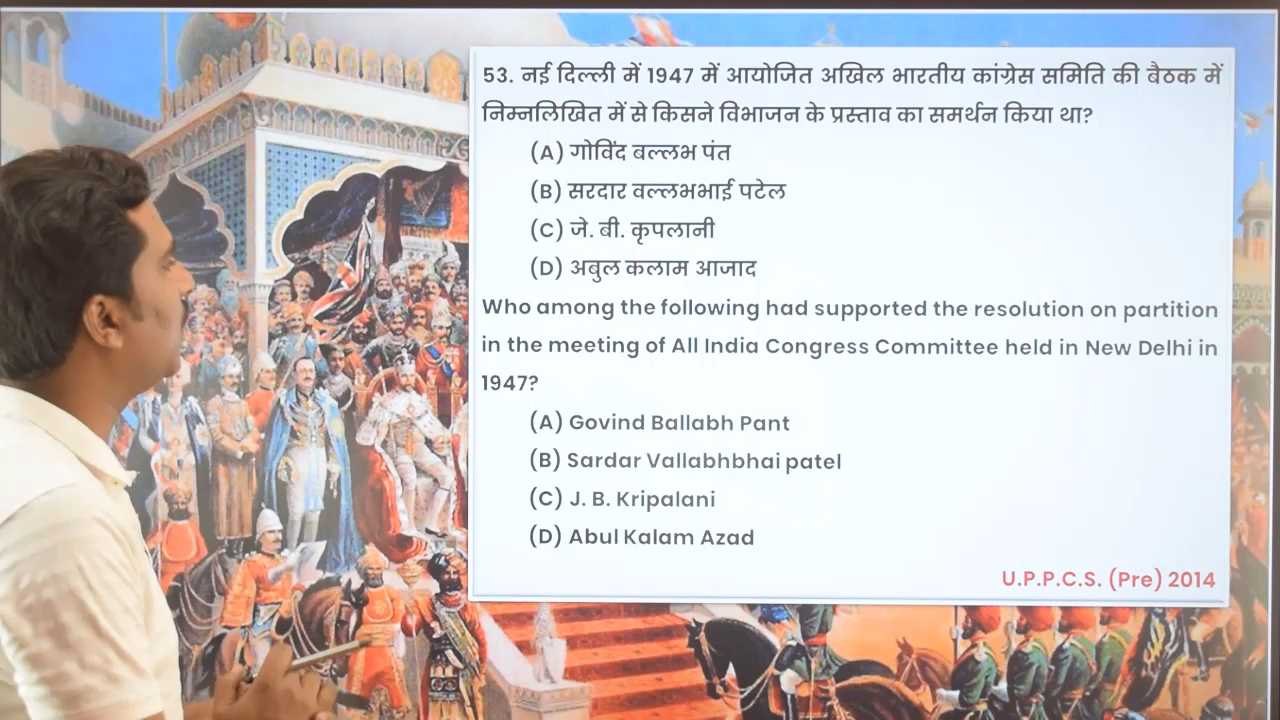 53. नई दिल्ली में 1947 में आयोजित अखिल भारतीय कांग्रेस समिति की बैठक में
निम्नलिखित में से किसने विभाजन के प्रस्ताव का समर्थन किया था?
(A) गोविंद बल्लभ पंत
(B) सरदार वल्लभभाई पटेल
(C) जे. बी. कृपलानी
(D) अबुल कलाम आजाद
Who among the following had supported the resolution on partition
in the meeting of All India Congress Committee held in New Delhi in
1947?
(A) Govind Ballabh Pant
(B) Sardar Vallabhbhai patel
(C) J. B. Kripalani
(D) Abul Kalam Azad
U.P.P.C.S. (Pre) 2014